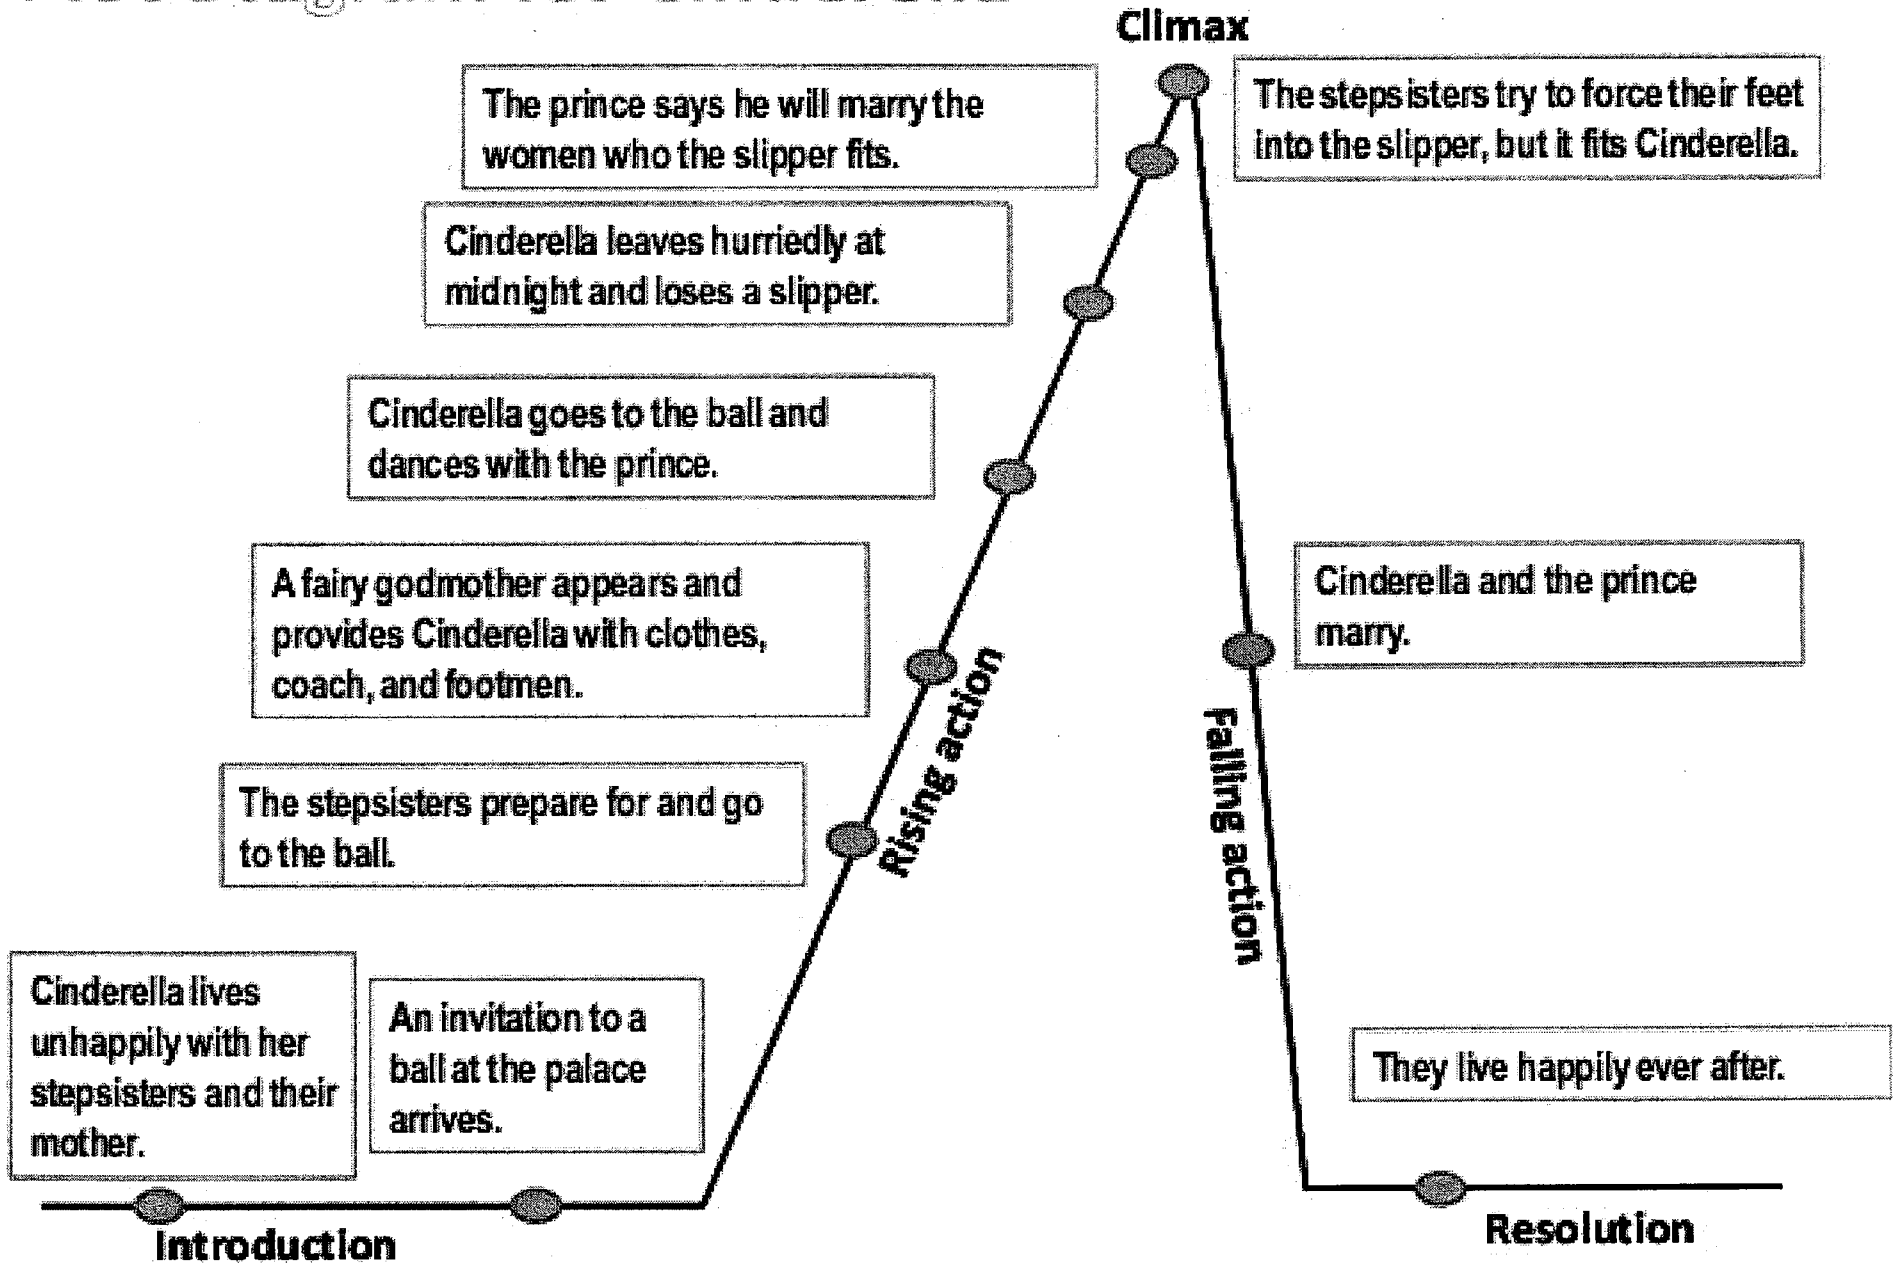 Climax
The prince says he will marry the
women who the slipper fits.
The stepsisters try to force their feet
into the slipper, but it fits Cinderella.
Cinderella leaves hurriedly at
midnight and loses a slipper.
Cinderella goes to the ball and
dances with the prince.
A fairy godmother appears and
provides Cinderella with clothes,
coach, and footmen.
Cinderella and the prince
marry.
Rising action
Falling action
The stepsisters prepare for and go
to the ball.
Cinderella lives
unhappily with her
stepsisters and their
mother.
An invitation to a
ball at the palace
arrives.
They live happily ever after.
Introduction
Resolution